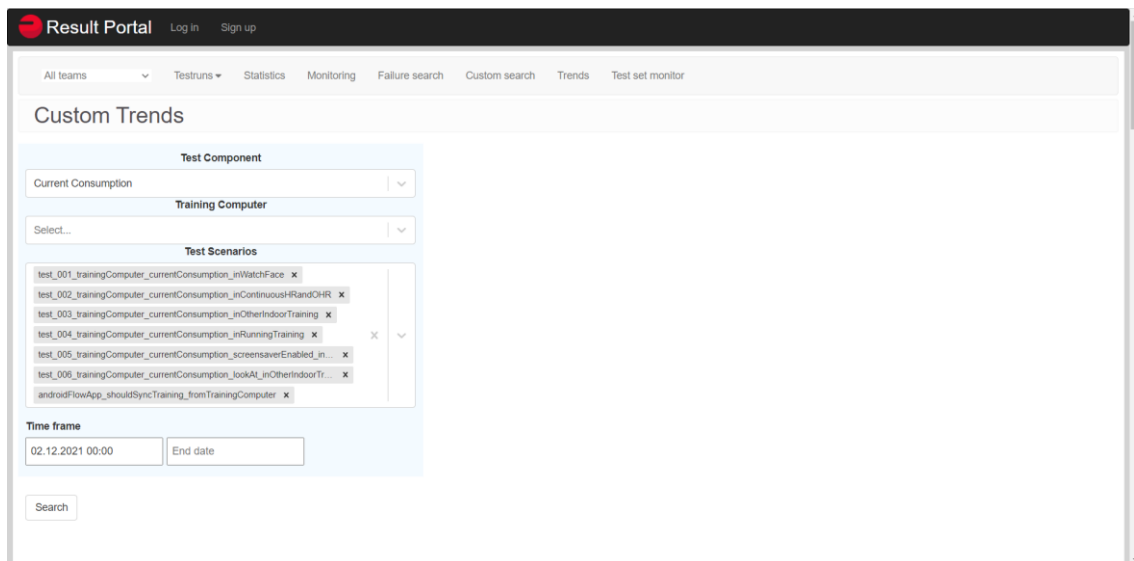 Result Portal Log in Sign up
All teams Testruns Statistics Monitoring Failure search Custom search Trends Test set monitor
Custom Trends
Test Component
Current Consumption
Training Computer
Select...
Test Scenarios
test_001_trainingComputer_currentConsumption_inWatchFace x
test_002_trainingComputer_currentConsumption_inContinuousHRandOHR x
test_003_trainingComputer_currentConsumption_inOtherIndoorTraining x
test_004_trainingComputer_currentConsumption_inRunningTraining x
test_005_trainingComputer_currentConsumption_screensaverEnabled_in... x
test_006_trainingComputer_currentConsumption_lookAt_inOtherIndoorTr... x
androidFlowApp_shouldSyncTraining_fromTrainingComputer x
Time frame
02.12.2021 00:00 End date
Search